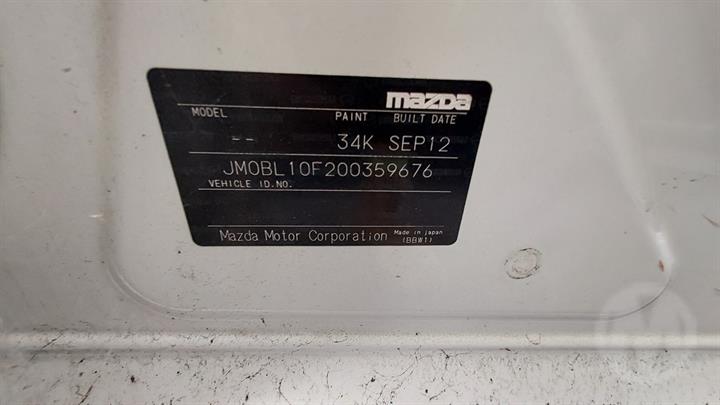 mazda
MODEL PAINT BUILT DATE
-- 34K SEP12
JM0BL10F200359676
VEHICLE ID.NO.
Mazda Motor Corporation Made in japan
(BBW1)